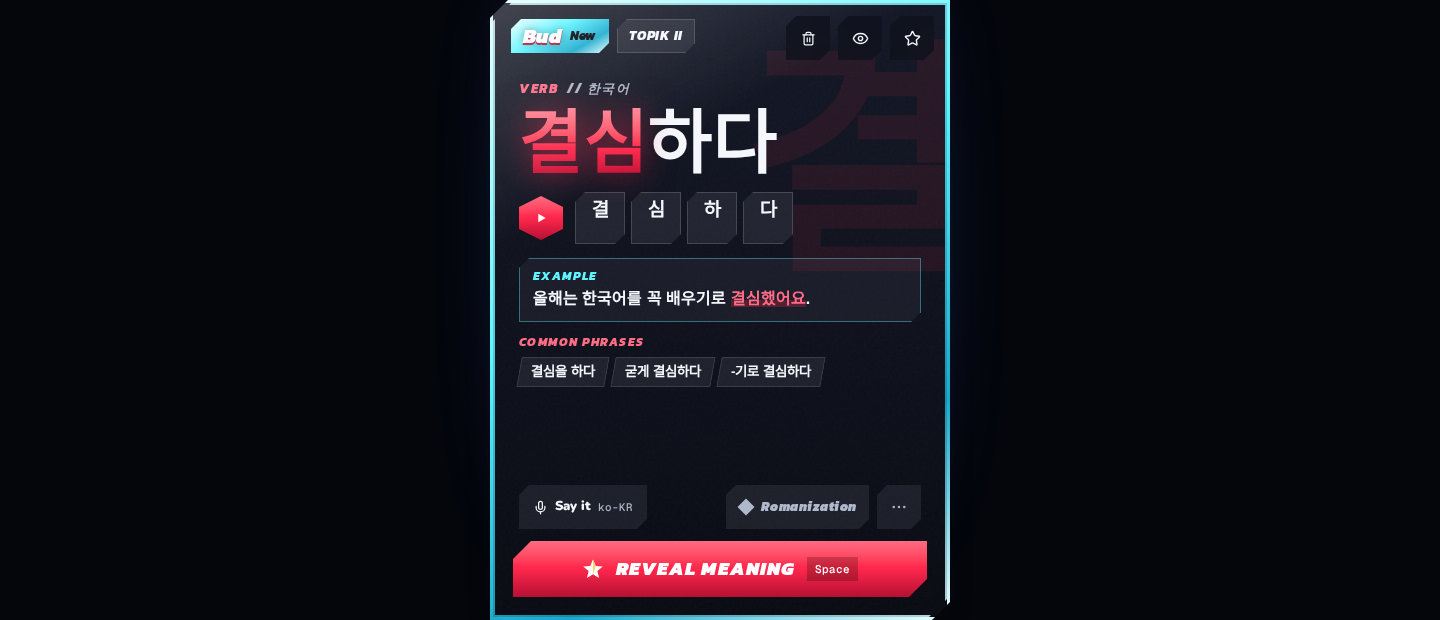 Bud New TOPIK II
VERB // 한국어
결심하다
결 심 하 다
EXAMPLE
올해는 한국어를 꼭 배우기로 결심했어요.
COMMON PHRASES
결심을 하다 굳게 결심하다 -기로 결심하다
Say it ko-KR Romanization
REVEAL MEANING Space
결